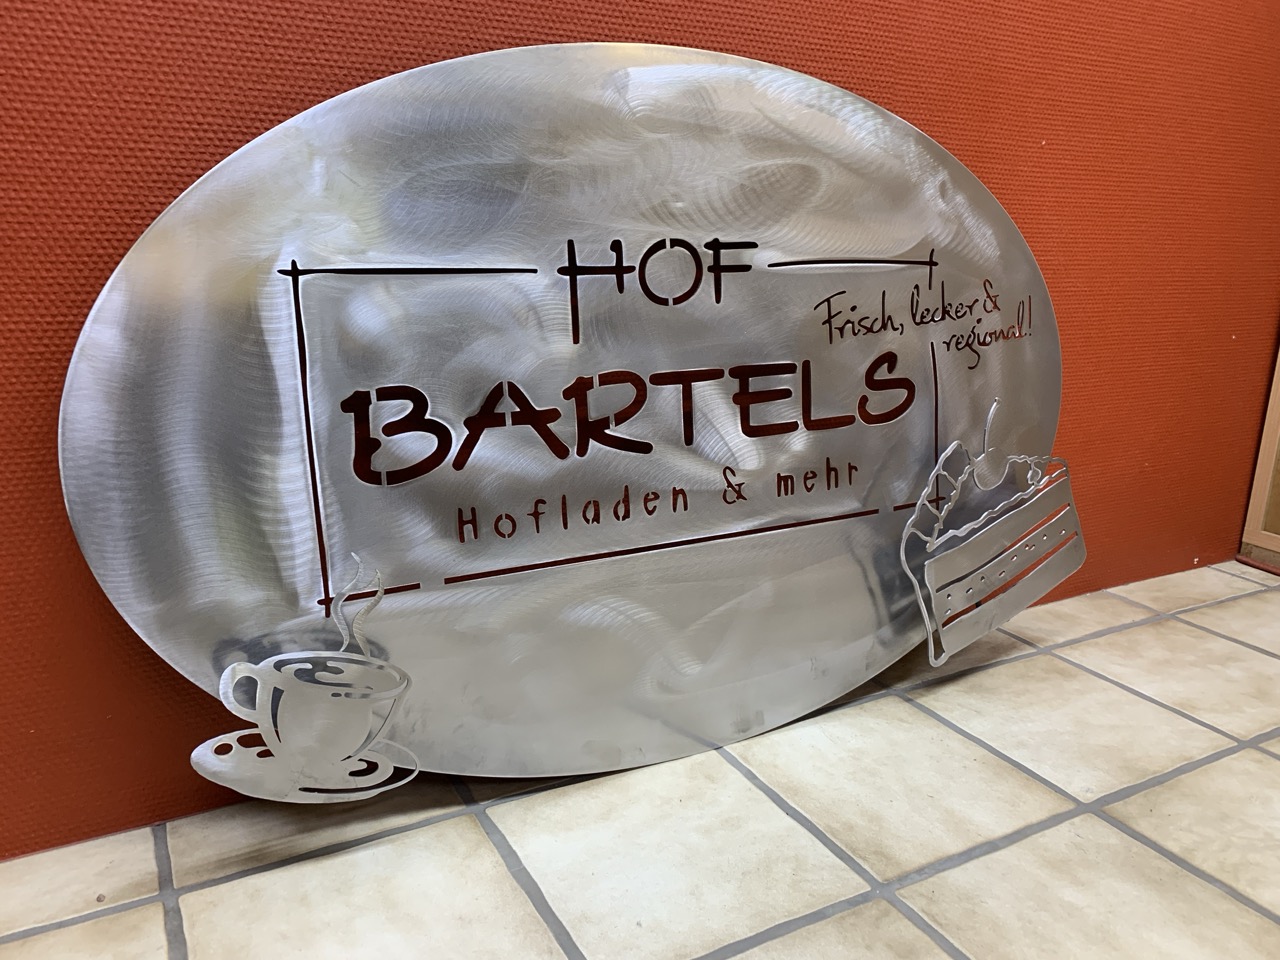 HOF
Frisch, lecker &
regional!
BARTELS
Hofladen & mehr